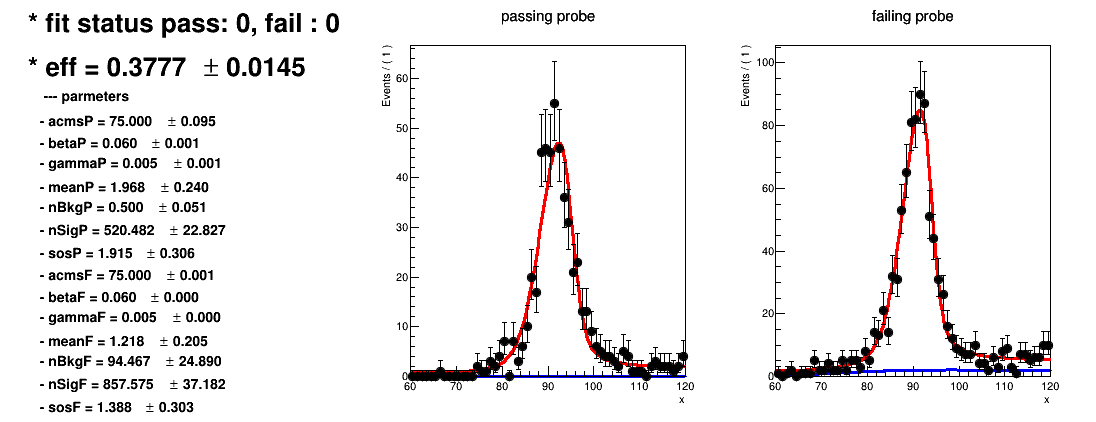 * fit status pass: 0, fail : 0
* eff = 0.3777 ± 0.0145
--- parmeters
- acmsP = 75.000 ± 0.095
- betaP = 0.060 ± 0.001
- gammaP = 0.005 ± 0.001
- meanP = 1.968 ± 0.240
- nBkgP = 0.500 ± 0.051
- nSigP = 520.482 ± 22.827
- sosP = 1.915 ± 0.306
- acmsF = 75.000 ± 0.001
- betaF = 0.060 ± 0.000
- gammaF = 0.005 ± 0.000
- meanF = 1.218 ± 0.205
- nBkgF = 94.467 ± 24.890
- nSigF = 857.575 ± 37.182
- sosF = 1.388 ± 0.303
passing probe
Events / ( 1 )
60
50
40
30
20
10
0
60 70 80 90 100 110 120
x
failing probe
Events / ( 1 )
100
80
60
40
20
0
60 70 80 90 100 110 120
x